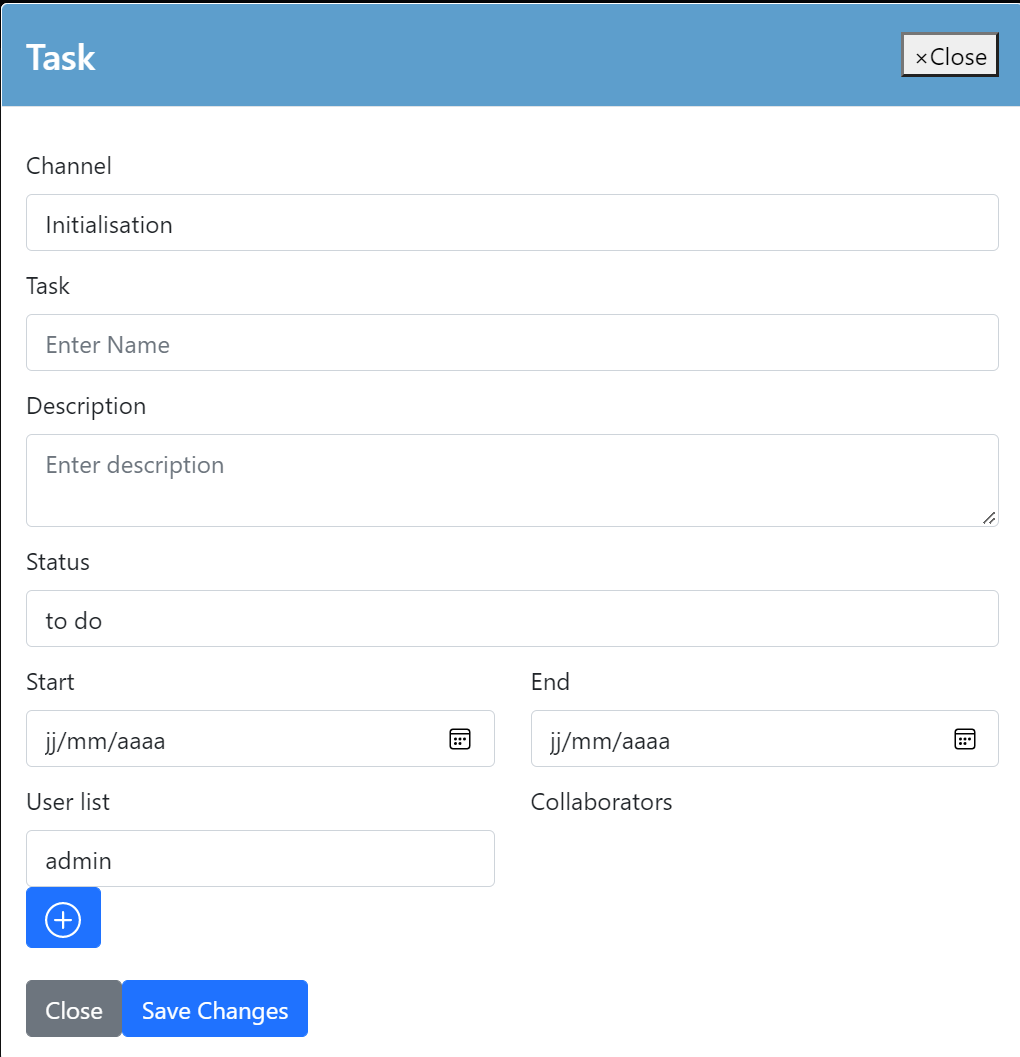 Task
×Close
Channel
Initialisation
Task
Enter Name
Description
Enter description
Status
to do
Start
End
jj/mm/aaaa
jj/mm/aaaa
User list
Collaborators
admin
Close
Save Changes